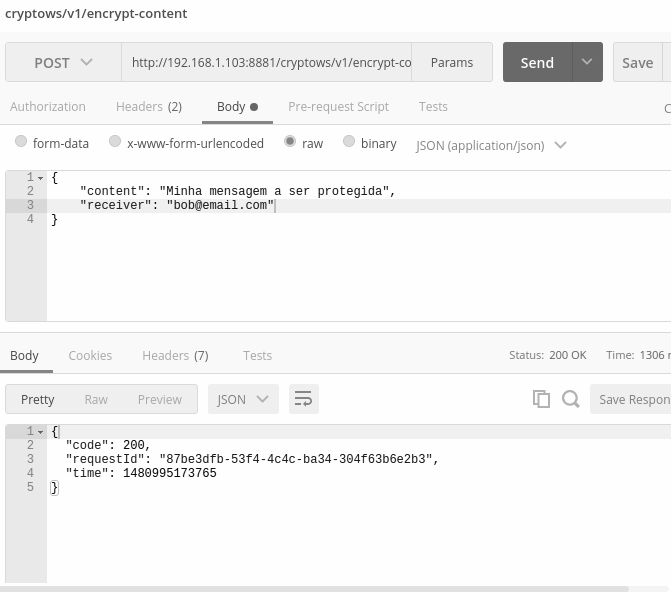 cryptows/v1/encrypt-content
POST http://192.168.1.103:8881/cryptows/v1/encrypt-co Params Send Save
Authorization Headers (2) Body Pre-request Script Tests
form-data x-www-form-urlencoded raw binary JSON (application/json)
1 {
2 "content": "Minha mensagem a ser protegida",
3 "receiver": "bob@email.com"
4 }
Body Cookies Headers (7) Tests Status: 200 OK Time: 1306
Pretty Raw Preview JSON Save Respon
1 {
2 "code": 200,
3 "requestId": "87be3dfb-53f4-4c4c-ba34-304f63b6e2b3",
4 "time": 1480995173765
5 }